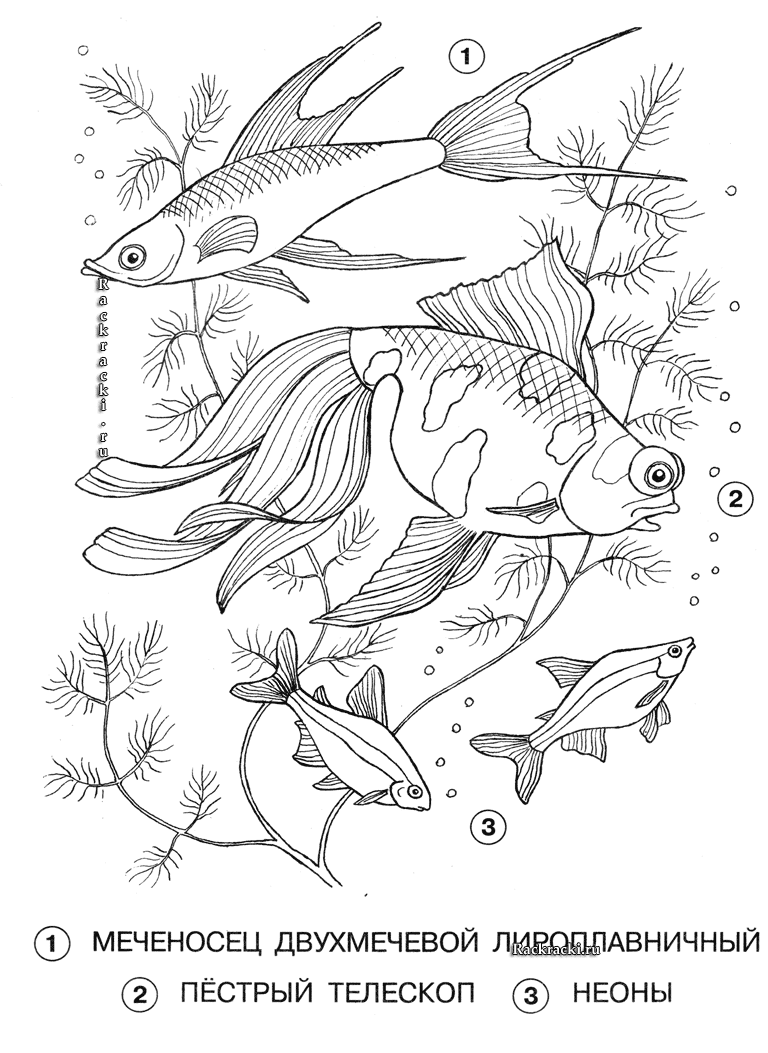 1
Rackracki.ru
2
3
1 МЕЧЕНОСЕЦ ДВУХМЕЧЕВОЙ ЛИРОПЛАВНИЧНЫЙ
Rackracki.ru
2 ПЁСТРЫЙ ТЕЛЕСКОП 3 НЕОНЫ